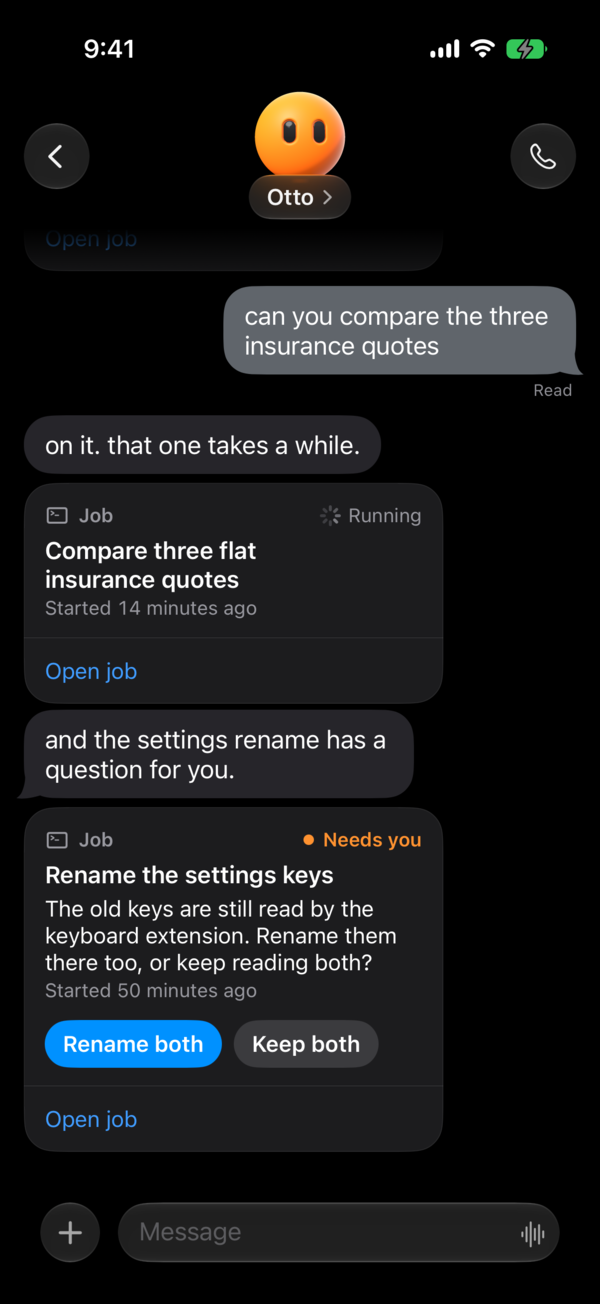 9:41
Otto
Open job
can you compare the three
insurance quotes
Read
on it. that one takes a while.
Job
Running
Compare three flat
insurance quotes
Started 14 minutes ago
Open job
and the settings rename has a
question for you.
Job
Needs you
Rename the settings keys
The old keys are still read by the
keyboard extension. Rename them
there too, or keep reading both?
Started 50 minutes ago
Rename both
Keep both
Open job
Message